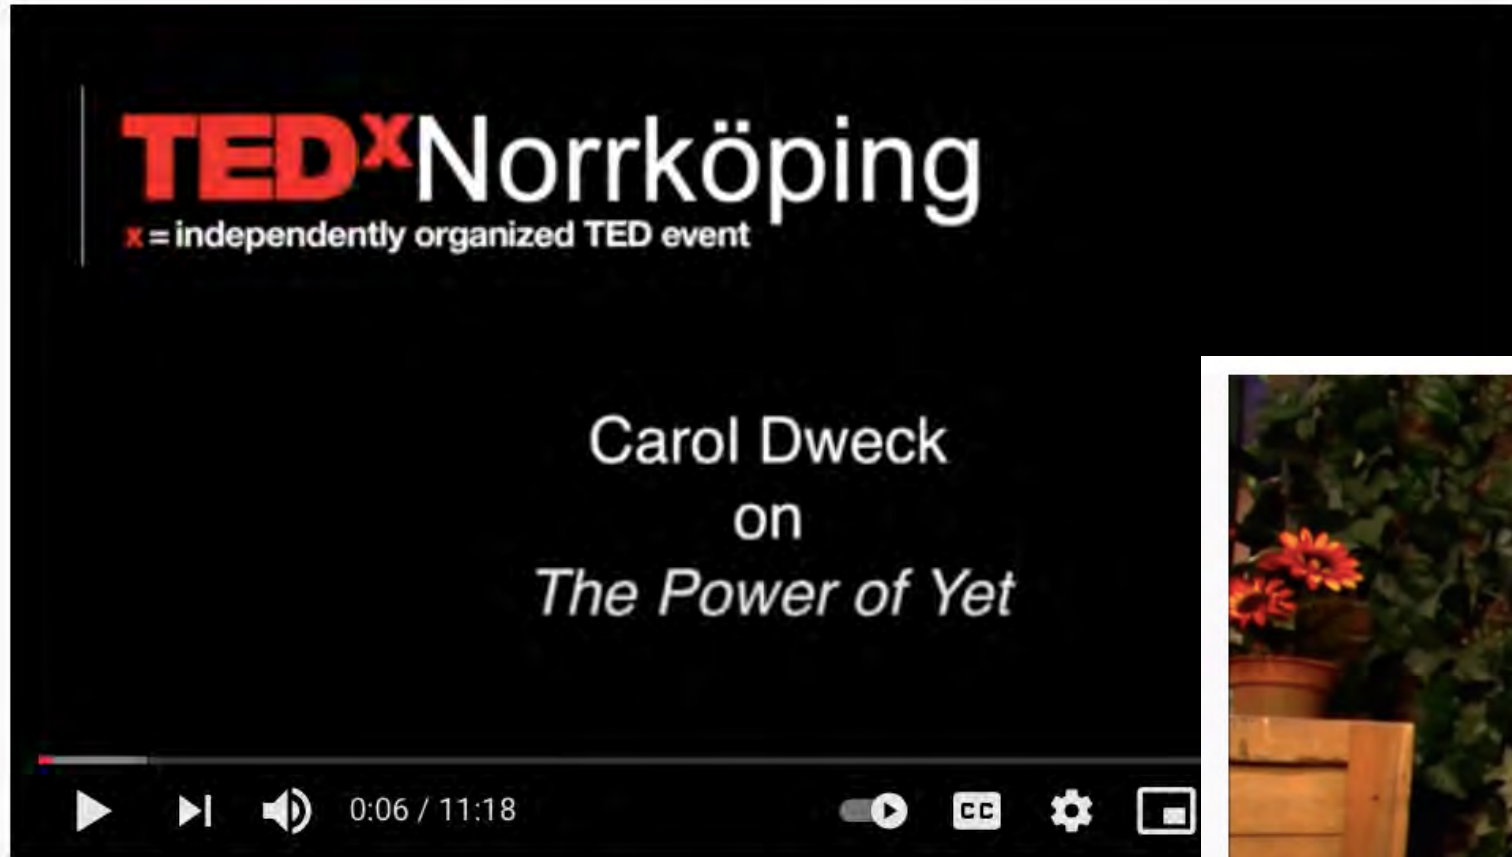 TEDxNorrköping
x = independently organized TED event
Carol Dweck
on
The Power of Yet
0:06 / 11:18
CC